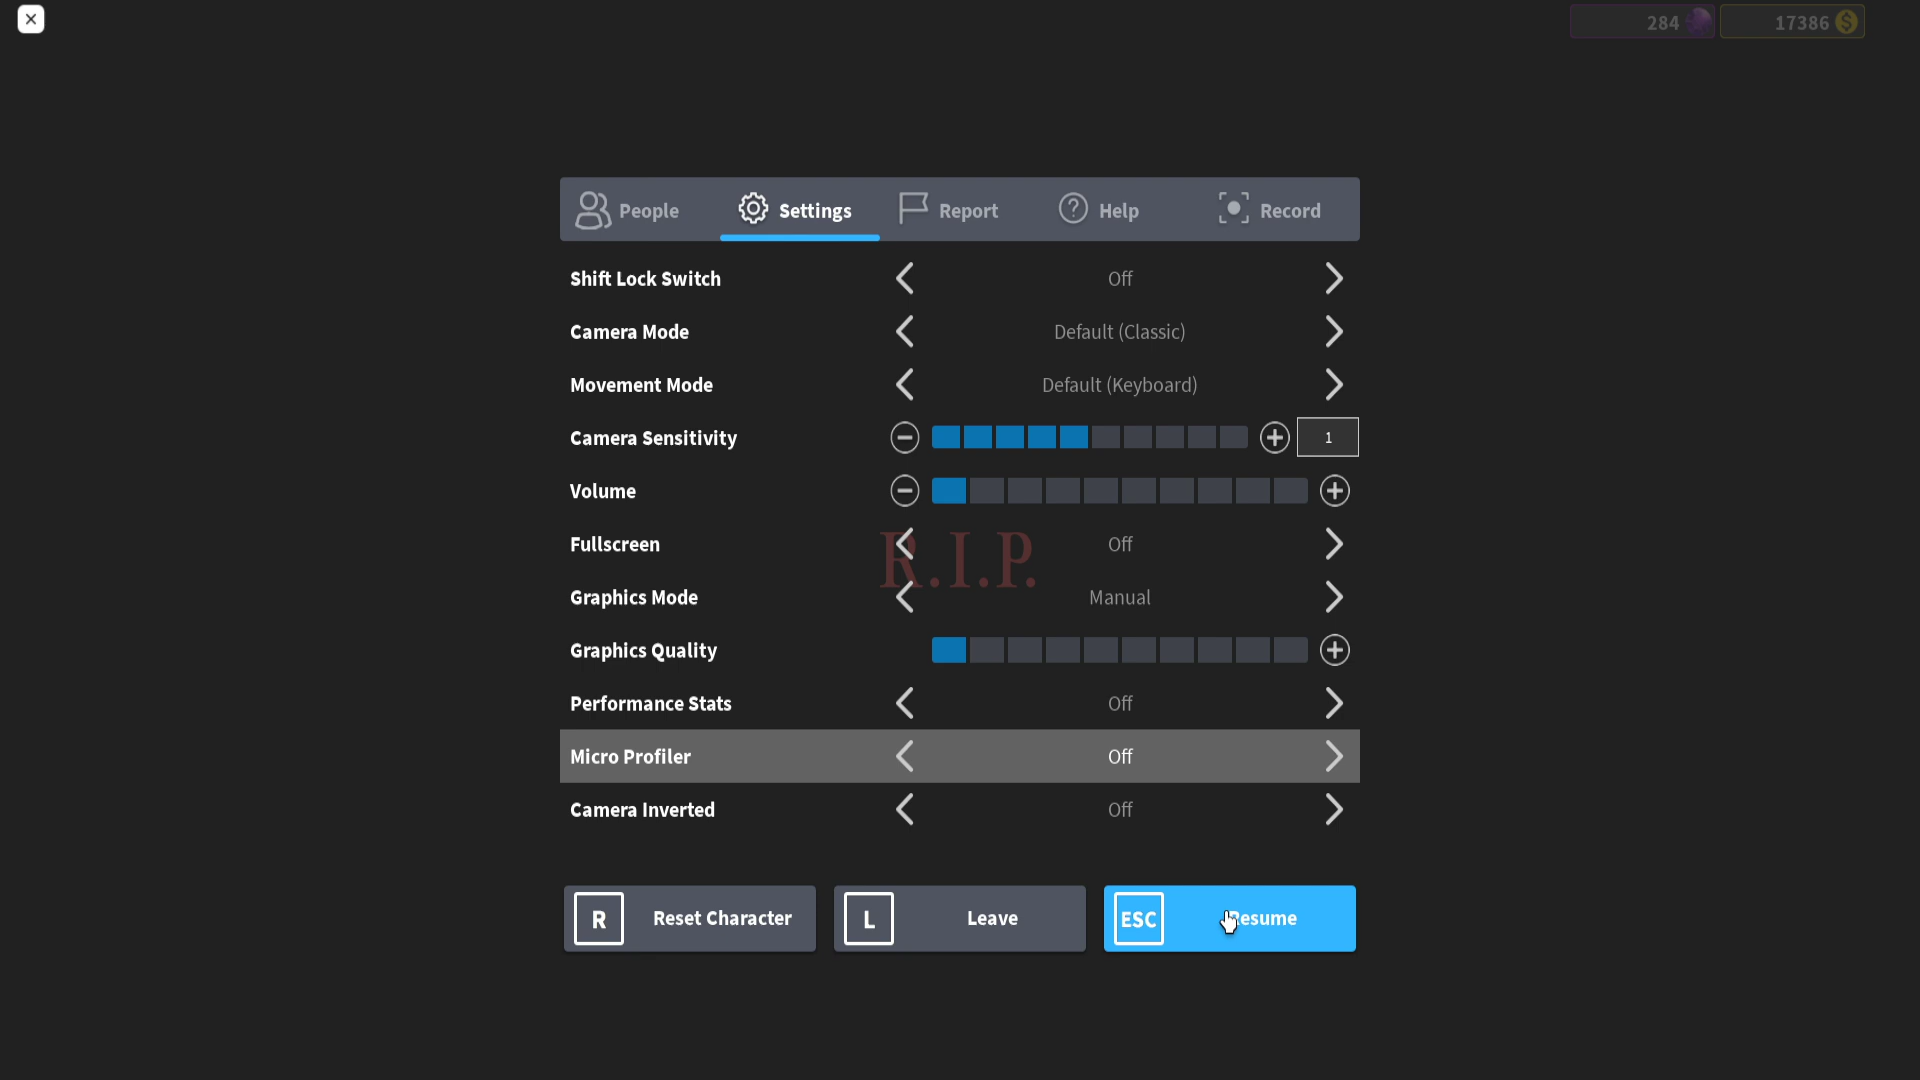 284 17386
People Settings Report Help Record
Shift Lock Switch Off
Camera Mode Default (Classic)
Movement Mode Default (Keyboard)
Camera Sensitivity 1
Volume
R.I.P.
Fullscreen Off
Graphics Mode Manual
Graphics Quality
Performance Stats Off
Micro Profiler Off
Camera Inverted Off
R Reset Character L Leave ESC Resume